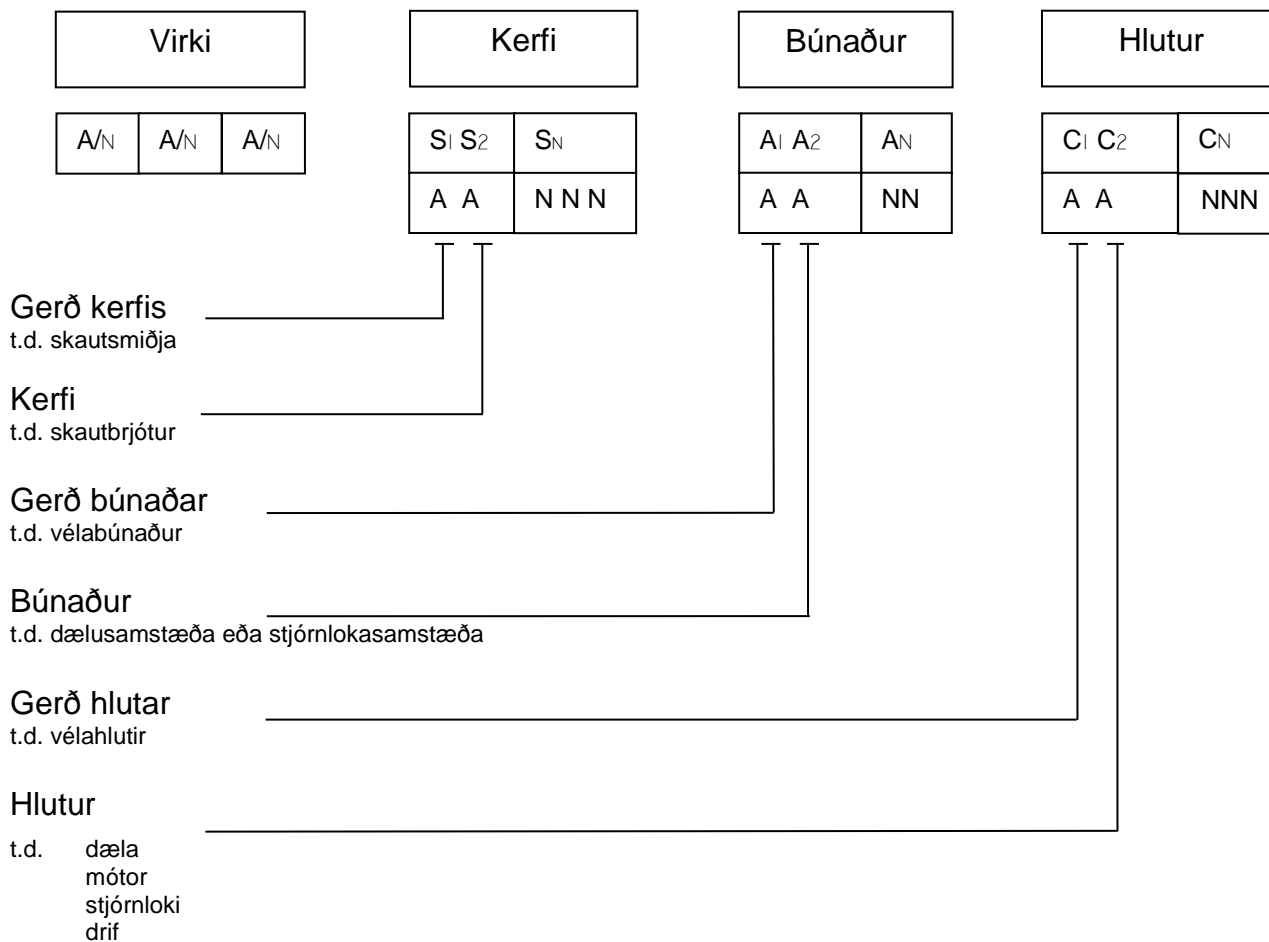 Virki Kerfi Búnaður Hlutur
A/N A/N A/N S1 S2 SN A1 A2 AN C1 C2 CN
A A N N N A A NN A A NNN
Gerð kerfis
t.d. skautsmiðja
Kerfi
t.d. skautbrjótur
Gerð búnaðar
t.d. vélabúnaður
Búnaður
t.d. dælusamstæða eða stjórnlokasamstæða
Gerð hlutar
t.d. vélahlutir
Hlutur
t.d. dæla
mótor
stjórnloki
drif